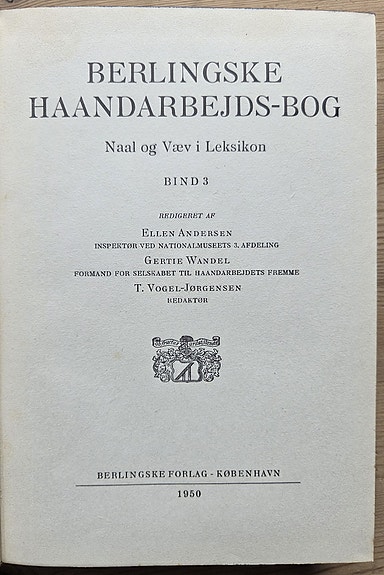 BERLINGSKE
HAANDARBEJDS-BOG
Naal og Væv i Leksikon
BIND 3
REDIGERET AF
ELLEN ANDERSEN
INSPEKTØR VED NATIONALMUSEETS 3. AFDELING
GERTIE WANDEL
FORMAND FOR SELSKABET TIL HAANDARBEJDETS FREMME
T. VOGEL-JØRGENSEN
REDAKTØR
BERLINGSKE FORLAG - KØBENHAVN
1950